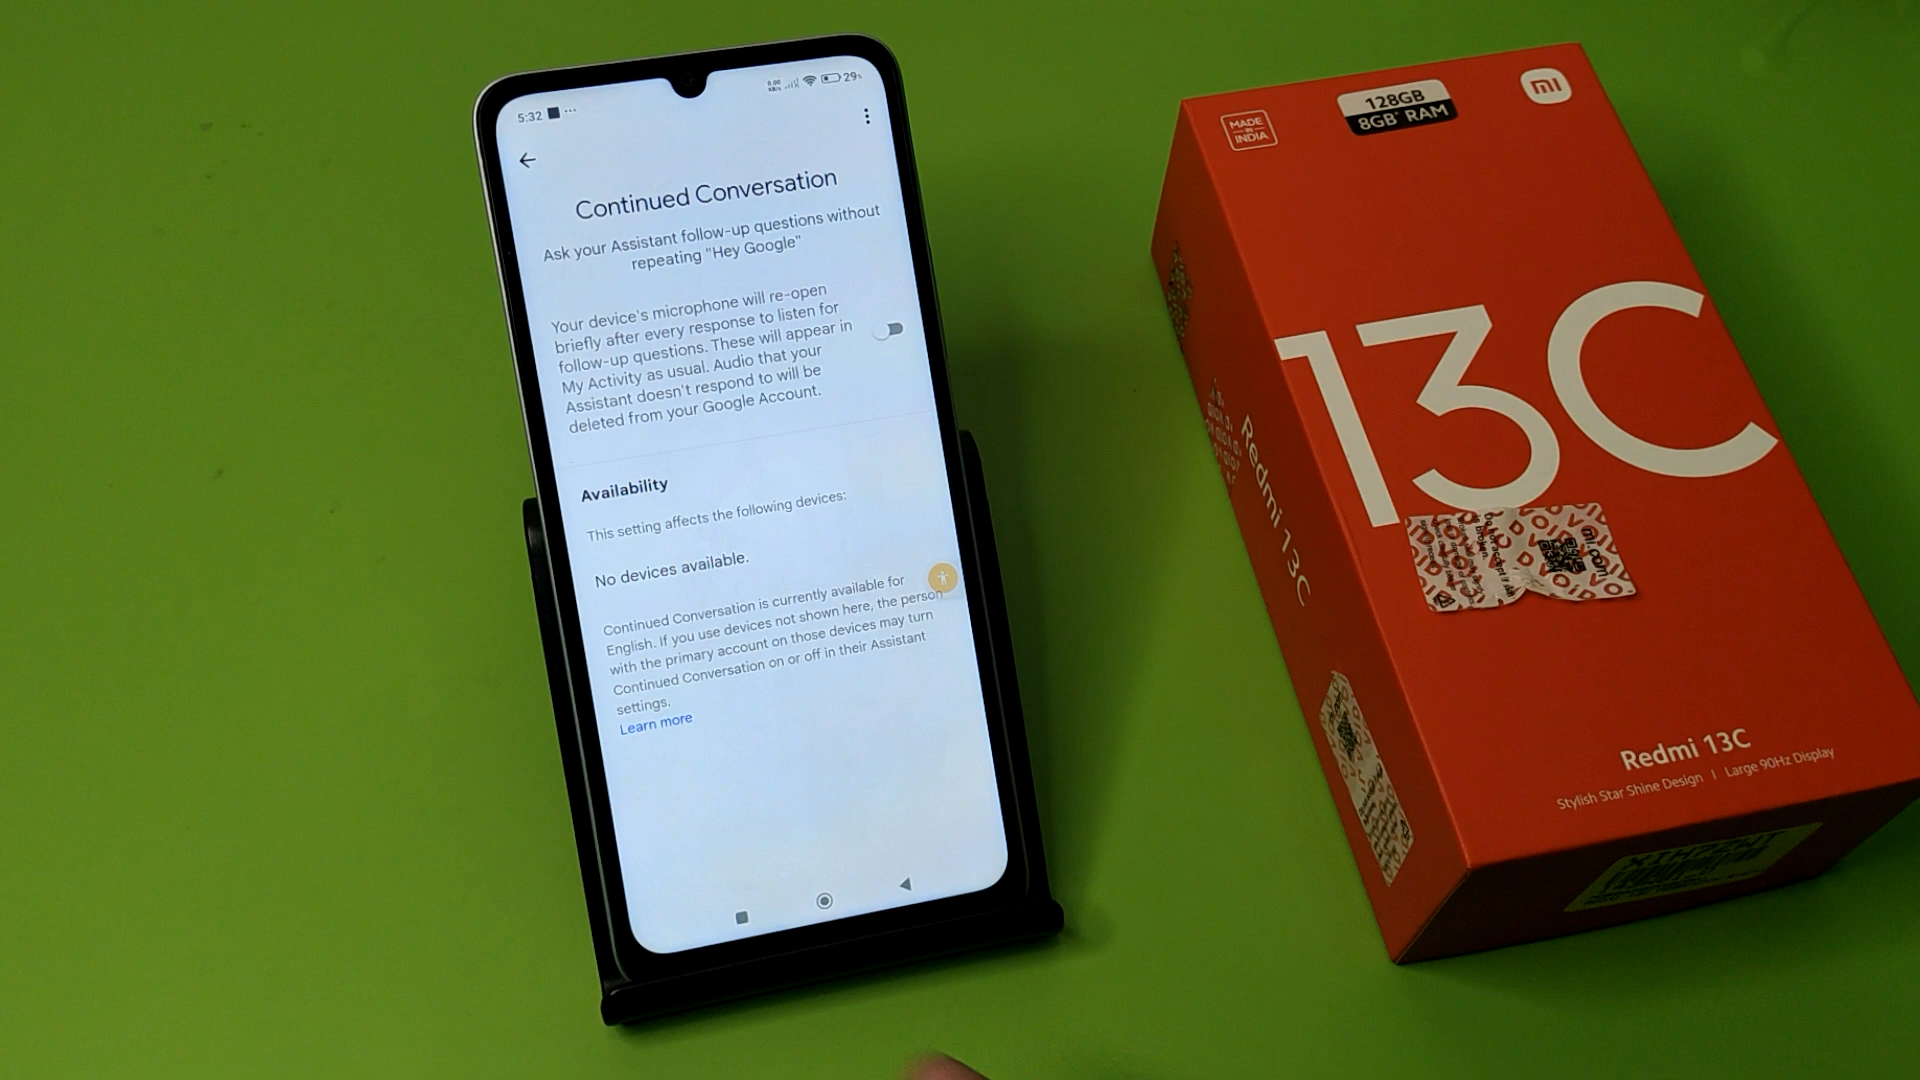 5:32
0.00
KB/s
29%
Continued Conversation
Ask your Assistant follow-up questions without
repeating "Hey Google"
Your device's microphone will re-open
briefly after every response to listen for
follow-up questions. These will appear in
My Activity as usual. Audio that your
Assistant doesn't respond to will be
deleted from your Google Account.
Availability
This setting affects the following devices:
No devices available.
Continued Conversation is currently available for
English. If you use devices not shown here, the person
with the primary account on those devices may turn
Continued Conversation on or off in their Assistant
settings.
Learn more
MADE
IN
INDIA
128GB
8GB* RAM
mi
13C
Redmi 13C
mi.com
Redmi 13C
Stylish Star Shine Design | Large 90Hz Display